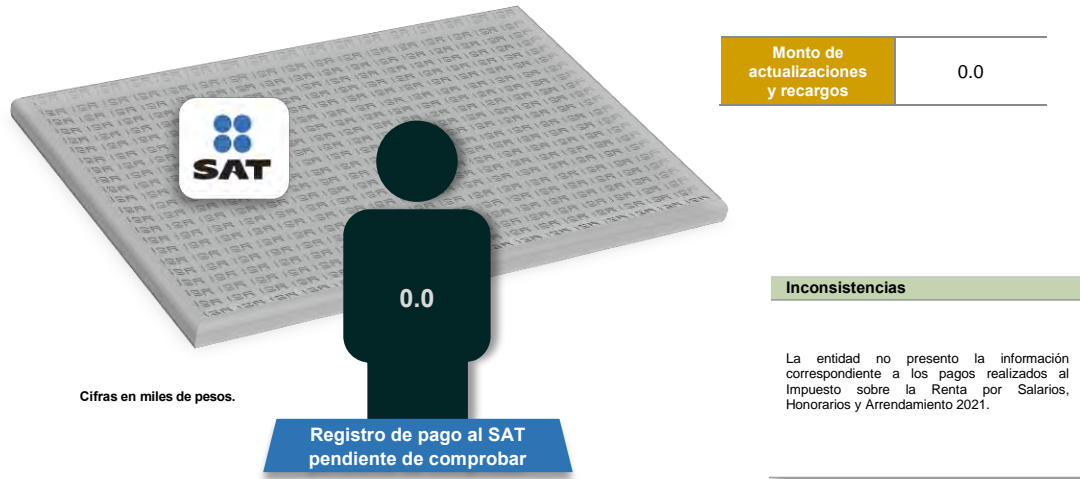 Monto de
actualizaciones
y recargos
0.0
SAT
0.0
Inconsistencias
La entidad no presento la información
correspondiente a los pagos realizados al
Impuesto sobre la Renta por Salarios,
Honorarios y Arrendamiento 2021.
Cifras en miles de pesos.
Registro de pago al SAT
pendiente de comprobar